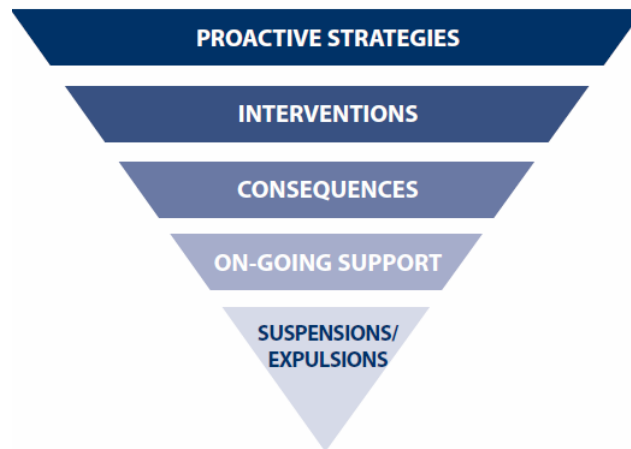 PROACTIVE STRATEGIES
INTERVENTIONS
CONSEQUENCES
ON-GOING SUPPORT
SUSPENSIONS/
EXPULSIONS